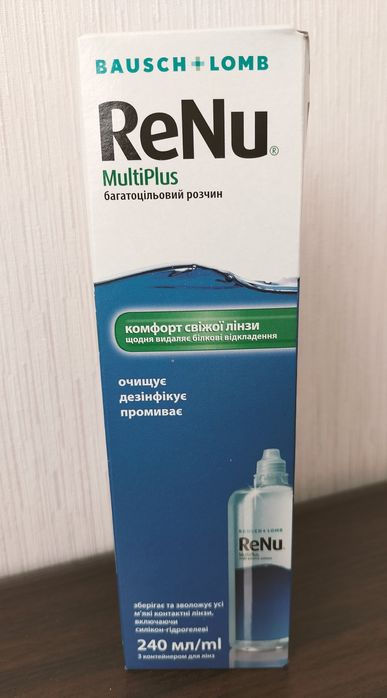 BAUSCH + LOMB
ReNu®
MultiPlus
багатоцільовий розчин
комфорт свіжої лінзи
щодня видаляє білкові відкладення
очищує
дезінфікує
промиває
BAUSCH + LOMB
ReNu
MultiPlus
зберігає та зволожує усі
м'які контактні лінзи,
включаючи
силікон-гідрогелеві
240 мл/ml
з контейнером для лінз